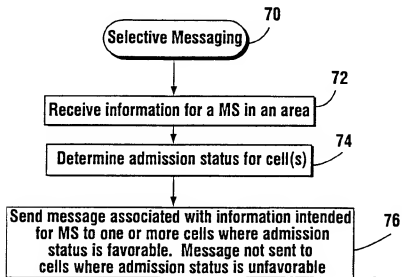 70
Selective Messaging
72
Receive information for a MS in an area
74
Determine admission status for cell(s)
Send message associated with information intended
for MS to one or more cells where admission
status is favorable. Message not sent to
cells where admission status is unfavorable
76